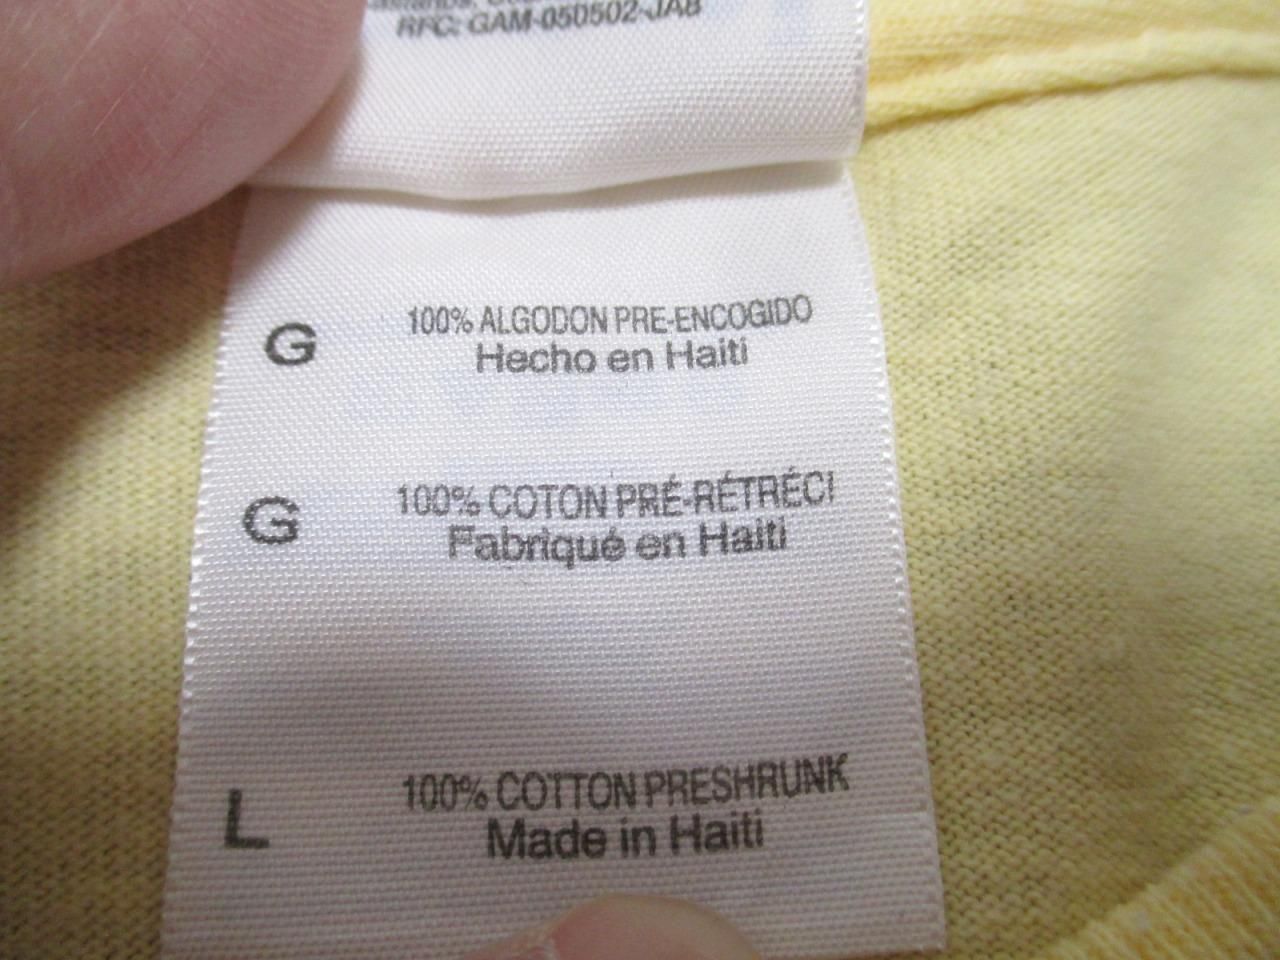 RFC: GAM-050502-JA8
G
100% ALGODON PRE-ENCOGIDO
Hecho en Haiti
G
100% COTON PRÉ-RÉTRÉCI
Fabriqué en Haiti
L
100% COTTON PRESHRUNK
Made in Haiti